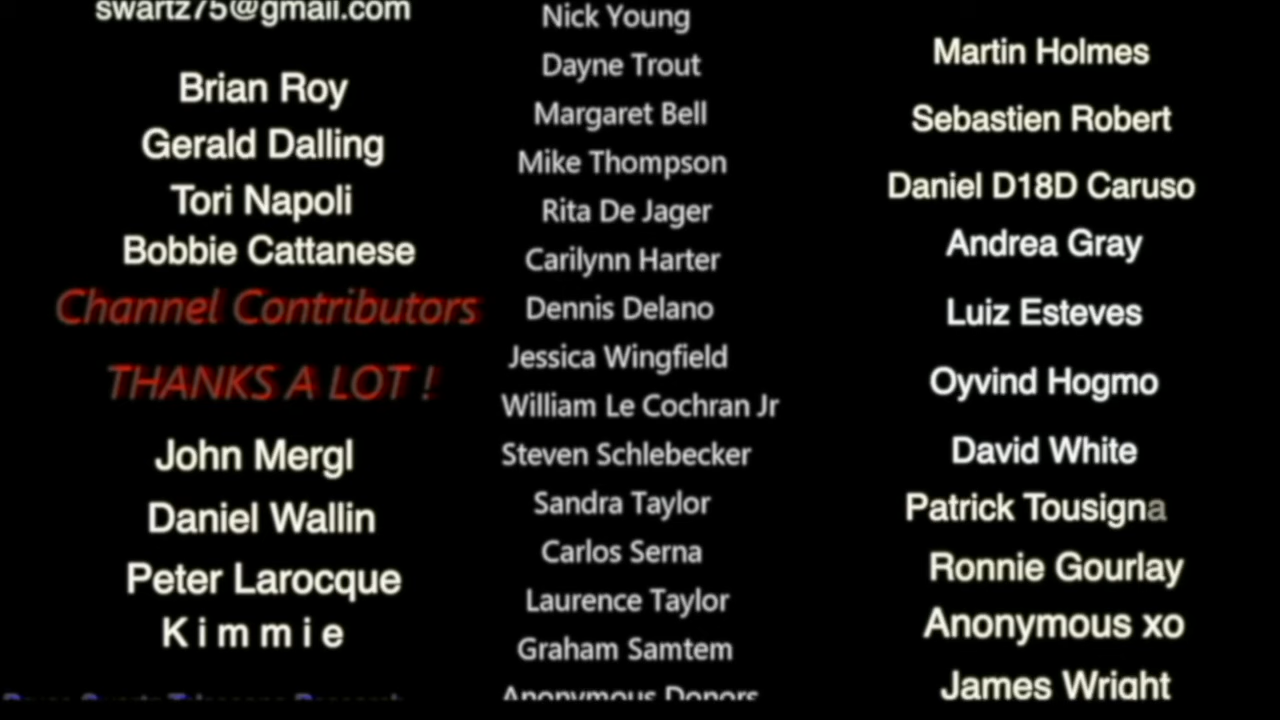 swartz75@gmail.com
Brian Roy
Gerald Dalling
Tori Napoli
Bobbie Cattanese
Channel Contributors
THANKS A LOT !
John Mergl
Daniel Wallin
Peter Larocque
K i m m i e
Nick Young
Dayne Trout
Margaret Bell
Mike Thompson
Rita De Jager
Carilynn Harter
Dennis Delano
Jessica Wingfield
William Le Cochran Jr
Steven Schlebecker
Sandra Taylor
Carlos Serna
Laurence Taylor
Graham Samtem
Anonymous Donors
Martin Holmes
Sebastien Robert
Daniel D18D Caruso
Andrea Gray
Luiz Esteves
Oyvind Hogmo
David White
Patrick Tousigna
Ronnie Gourlay
Anonymous xo
James Wright